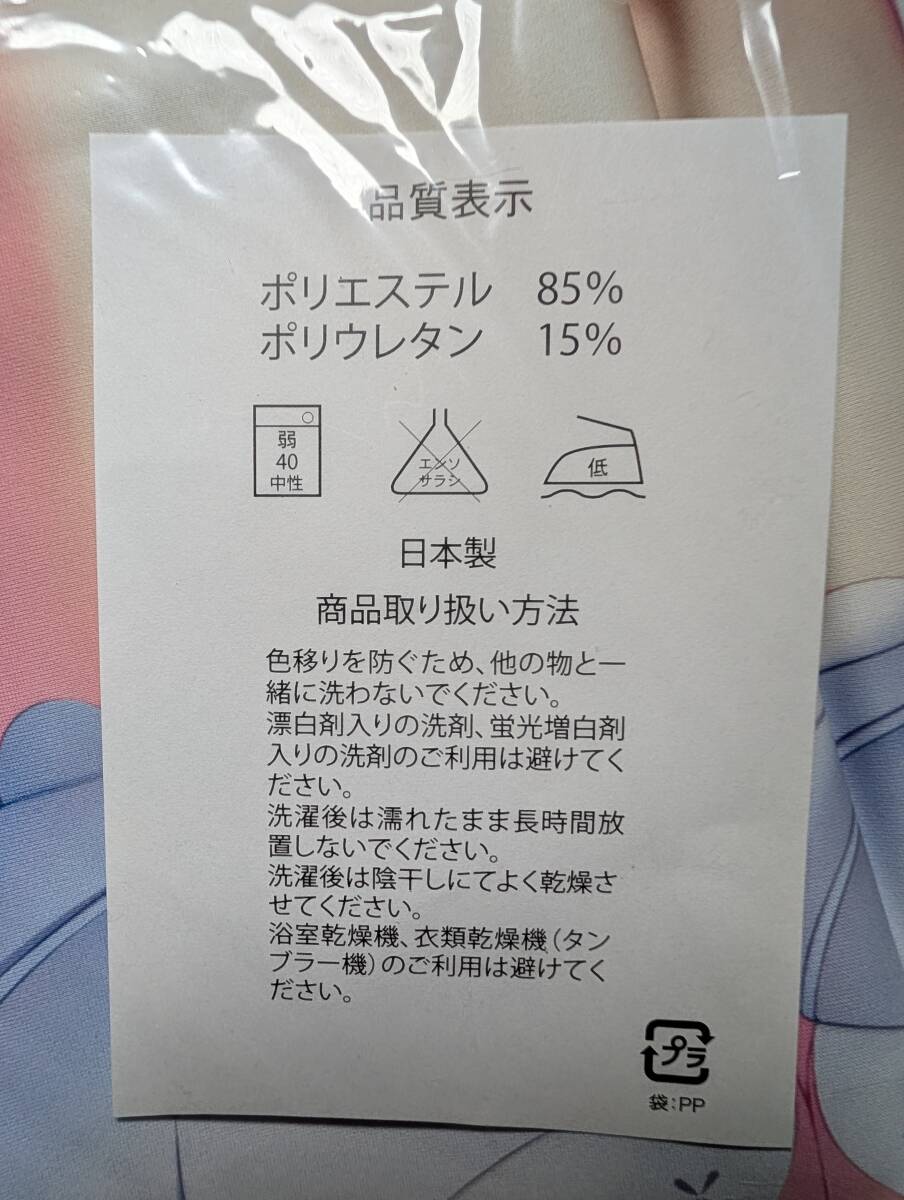 品質表示
ポリエステル 85%
ポリウレタン 15%
弱
40
中性
エンソ
サラシ
低
日本製
商品取り扱い方法
色移りを防ぐため、他の物と一
緒に洗わないでください。
漂白剤入りの洗剤、蛍光増白剤
入りの洗剤のご利用は避けてく
ださい。
洗濯後は濡れたまま長時間放
置しないでください。
洗濯後は陰干しにてよく乾燥さ
せてください。
浴室乾燥機、衣類乾燥機(タン
ブラー機)のご利用は避けてく
ださい。
プラ
袋:PP